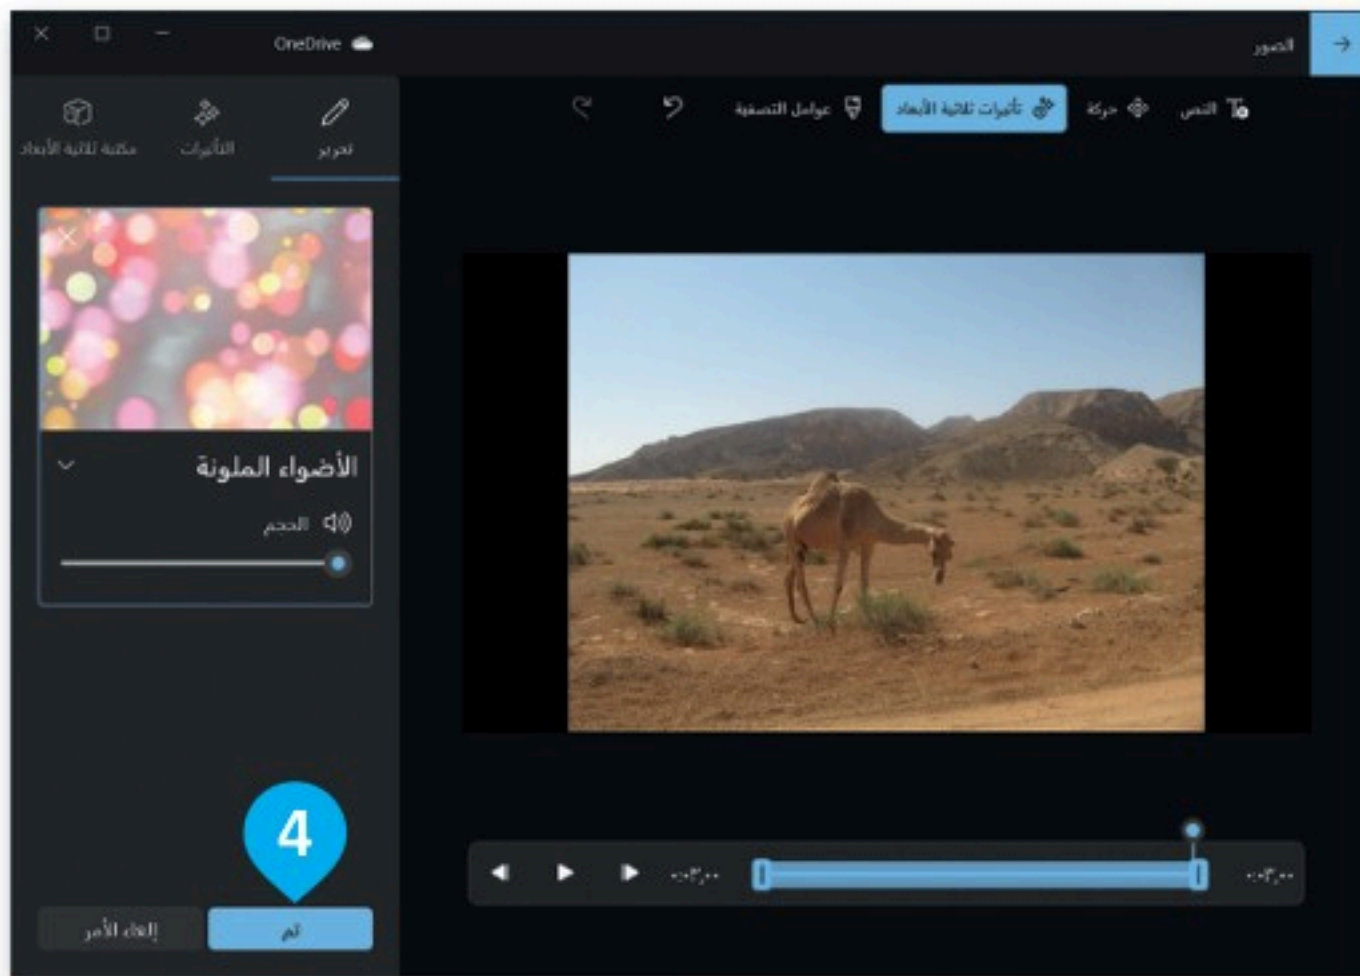 الصور
OneDrive
النص
حركة
تأثيرات ثلاثية الأبعاد
عوامل التصفية
تحرير
التأثيرات
مكتبة ثلاثية الأبعاد
الأضواء الملونة
الحجم
4
تم
إلغاء الأمر